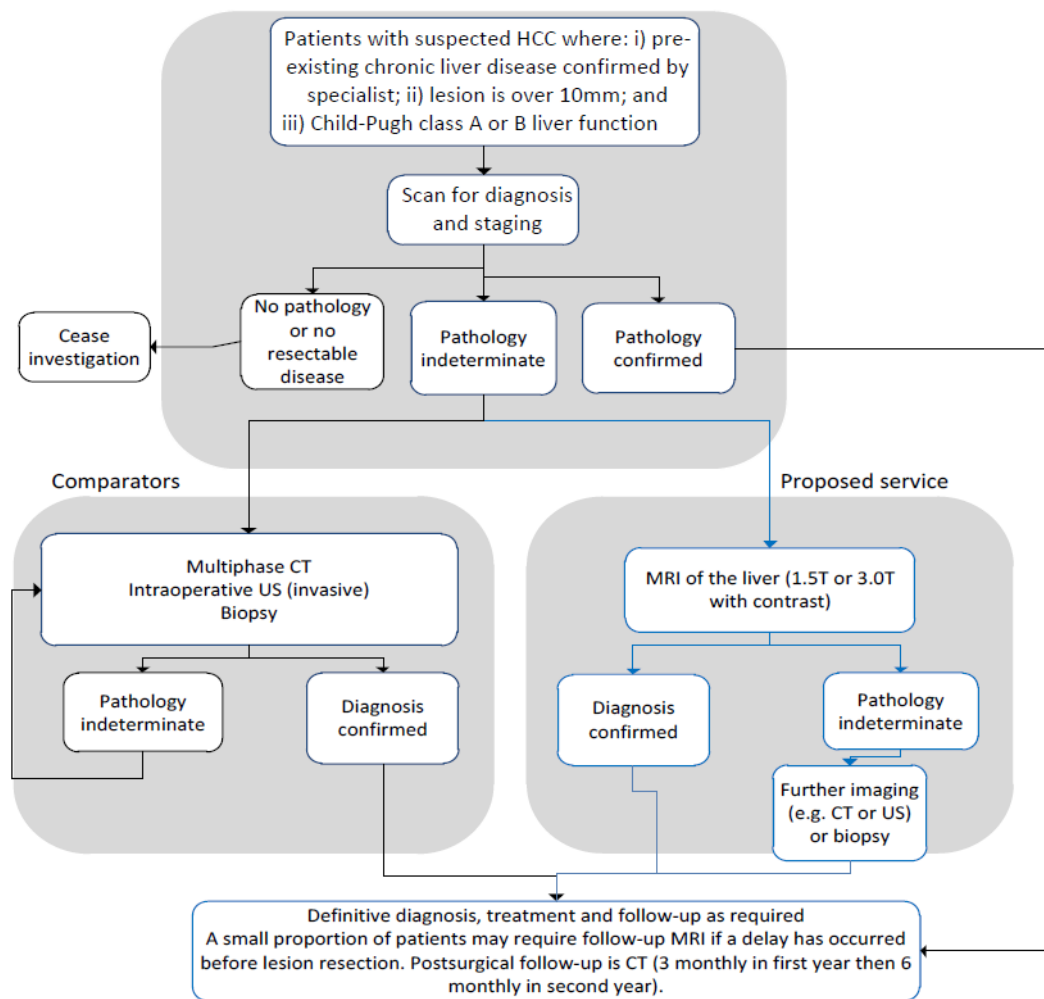 Patients with suspected HCC where: i) pre-
existing chronic liver disease confirmed by
specialist; ii) lesion is over 10mm; and
iii) Child-Pugh class A or B liver function
Scan for diagnosis
and staging
No pathology
or no
resectable
disease
Pathology
indeterminate
Pathology
confirmed
Cease
investigation
Comparators
Proposed service
Multiphase CT
Intraoperative US (invasive)
Biopsy
MRI of the liver (1.5T or 3.0T
with contrast)
Pathology
indeterminate
Diagnosis
confirmed
Diagnosis
confirmed
Pathology
indeterminate
Further imaging
(e.g. CT or US)
or biopsy
Definitive diagnosis, treatment and follow-up as required
A small proportion of patients may require follow-up MRI if a delay has occurred
before lesion resection. Postsurgical follow-up is CT (3 monthly in first year then 6
monthly in second year).